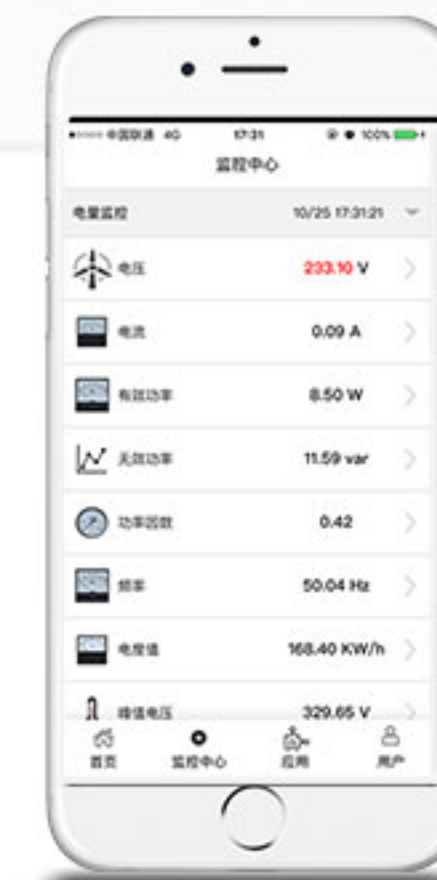 中国联通 4G 17:31 100%
监控中心
电量监控 10/25 17:31:21
电压 233.10 V
电流 0.09 A
有效功率 8.50 W
无效功率 11.59 var
功率因数 0.42
频率 50.04 Hz
电度值 168.40 KW/h
峰值电压 329.65 V
首页 监控中心 应用 用户